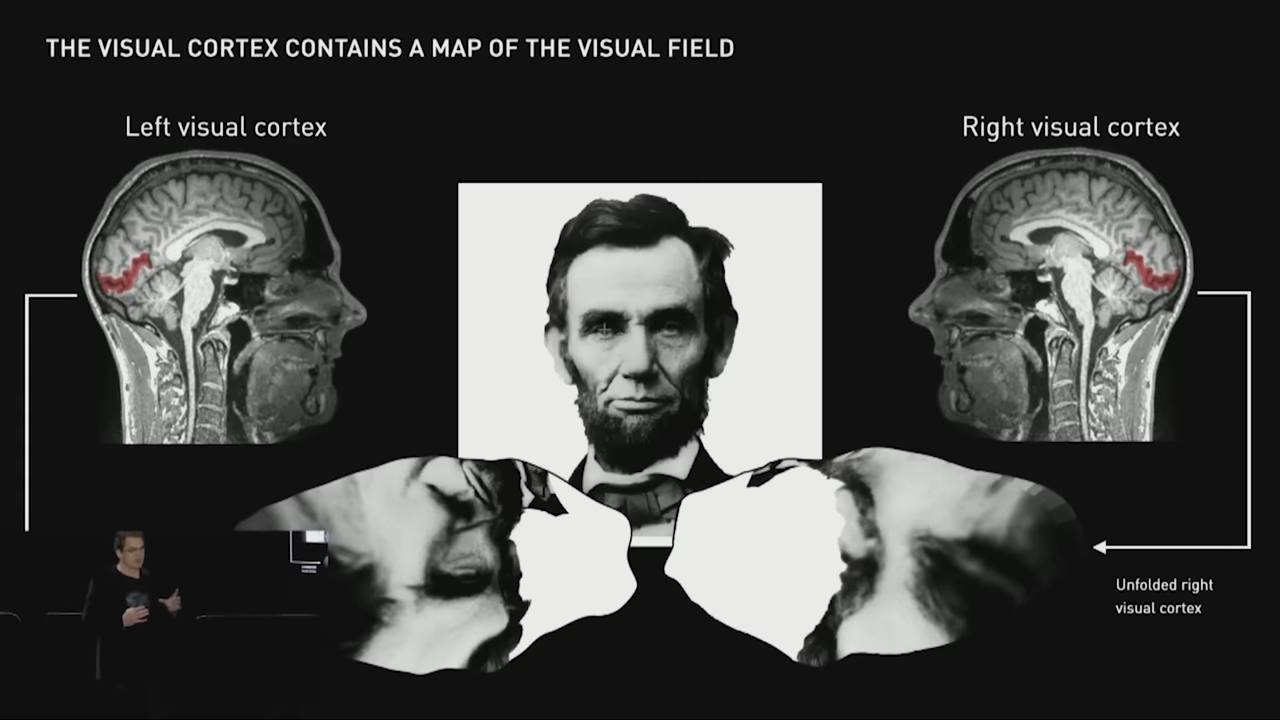 THE VISUAL CORTEX CONTAINS A MAP OF THE VISUAL FIELD
Left visual cortex
Right visual cortex
Unfolded right
visual cortex